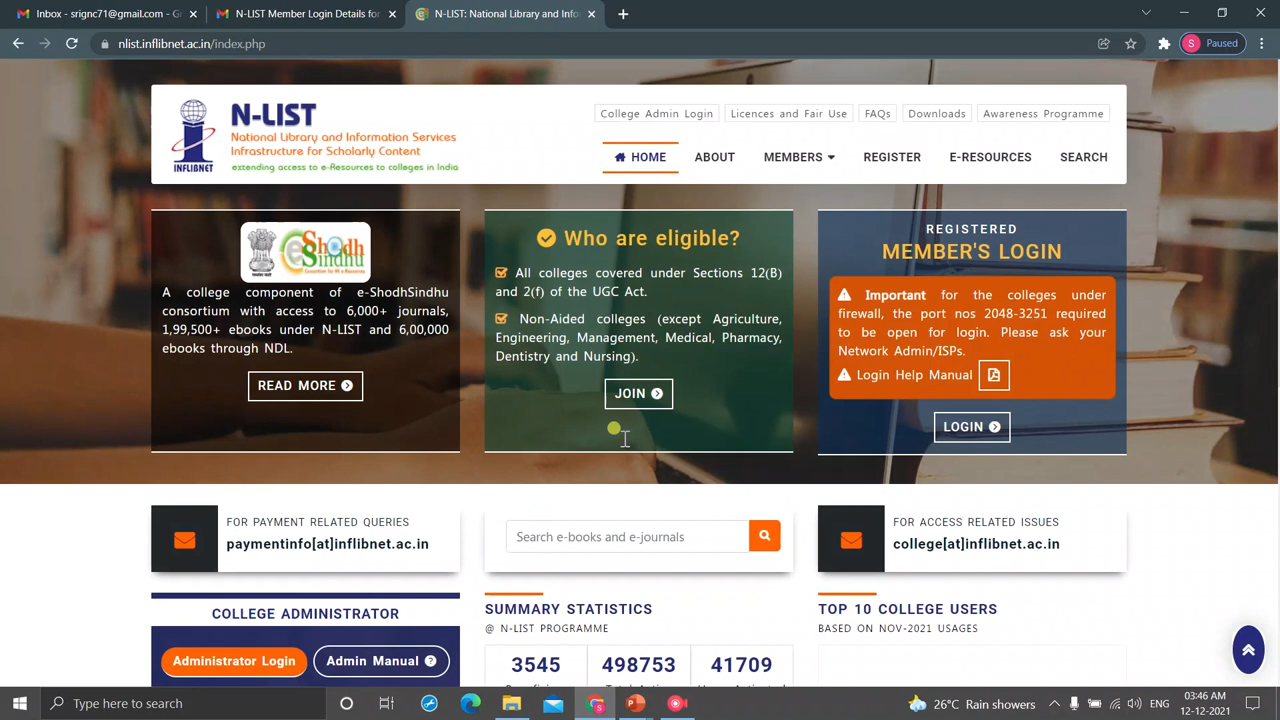 Inbox - srignc71@gmail.com - G
N-LIST Member Login Details for
N-LIST: National Library and Info
nlist.inflibnet.ac.in/index.php
S Paused
College Admin Login
Licences and Fair Use
FAQs
Downloads
Awareness Programme
INFLIBNET
N-LIST
National Library and Information Services
Infrastructure for Scholarly Content
extending access to e-Resources to colleges in India
HOME
ABOUT
MEMBERS
REGISTER
E-RESOURCES
SEARCH
eShodh
Sindhu
A college component of e-ShodhSindhu
consortium with access to 6,000+ journals,
1,99,500+ ebooks under N-LIST and 6,00,000
ebooks through NDL.
READ MORE
Who are eligible?
All colleges covered under Sections 12(B)
and 2(f) of the UGC Act.
Non-Aided colleges (except Agriculture,
Engineering, Management, Medical, Pharmacy,
Dentistry and Nursing).
JOIN
REGISTERED
MEMBER'S LOGIN
Important for the colleges under
firewall, the port nos 2048-3251 required
to be open for login. Please ask your
Network Admin/ISPs.
Login Help Manual
LOGIN
FOR PAYMENT RELATED QUERIES
paymentinfo[at]inflibnet.ac.in
Search e-books and e-journals
FOR ACCESS RELATED ISSUES
college[at]inflibnet.ac.in
COLLEGE ADMINISTRATOR
Administrator Login
Admin Manual
SUMMARY STATISTICS
@ N-LIST PROGRAMME
3545
498753
41709
TOP 10 COLLEGE USERS
BASED ON NOV-2021 USAGES
Type here to search
26°C Rain showers
ENG
03:46 AM
12-12-2021